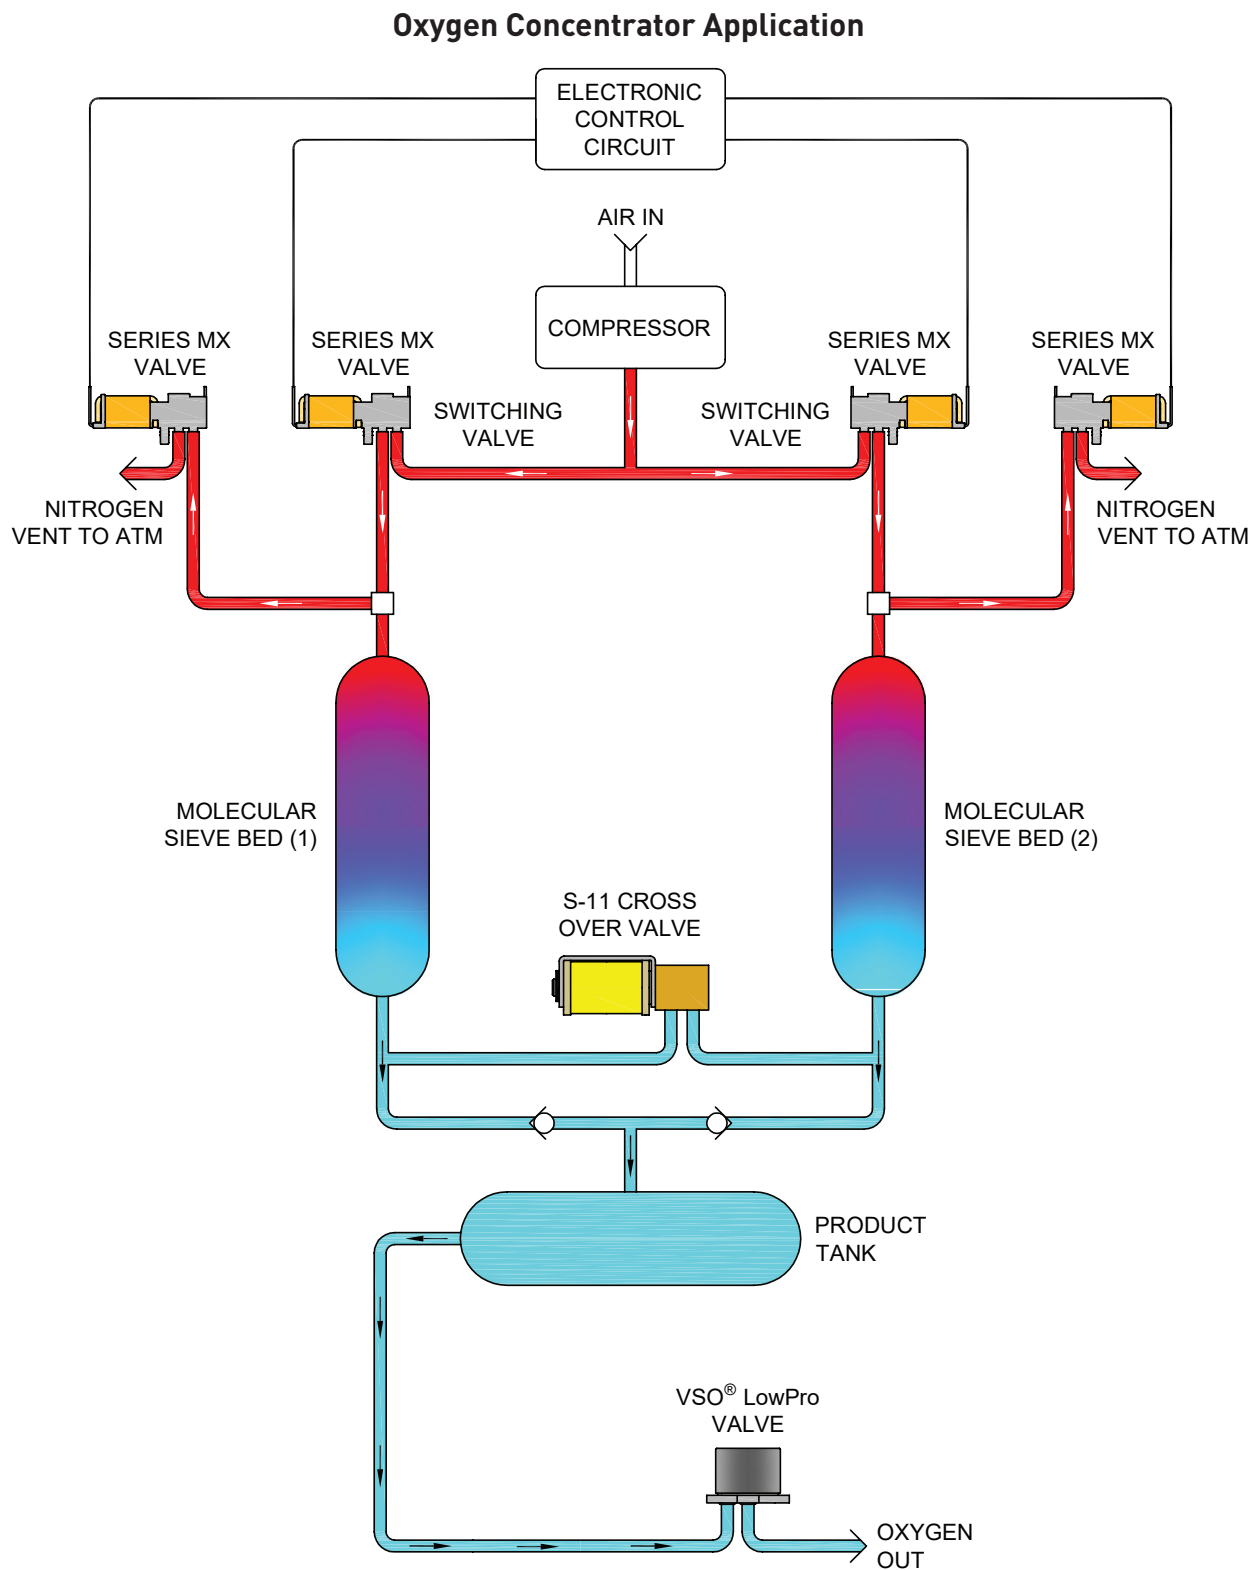 Oxygen Concentrator Application
ELECTRONIC
CONTROL
CIRCUIT
AIR IN
COMPRESSOR
SERIES MX
VALVE
SERIES MX
VALVE
SERIES MX
VALVE
SERIES MX
VALVE
SWITCHING
VALVE
SWITCHING
VALVE
NITROGEN
VENT TO ATM
NITROGEN
VENT TO ATM
MOLECULAR
SIEVE BED (1)
MOLECULAR
SIEVE BED (2)
S-11 CROSS
OVER VALVE
PRODUCT
TANK
VSO® LowPro
VALVE
OXYGEN
OUT